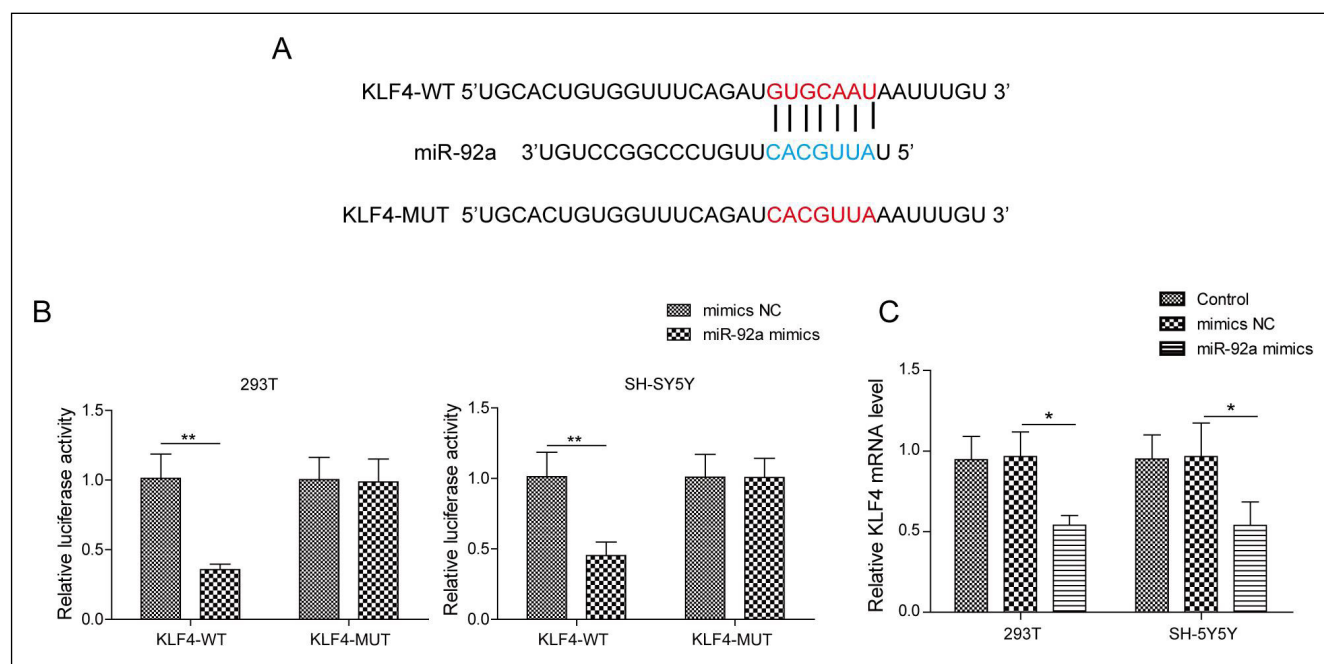 A
KLF4-WT 5’UGCACUGUGGUUUCAGAUGUGCAAUAAUUUGU 3’
miR-92a 3’UGUCCGGCCCUGUUCACGUUAU 5’
KLF4-MUT 5’UGCACUGUGGUUUCAGAUCACGUUAAAUUUGU 3’
B
mimics NC
miR-92a mimics
293T
Relative luciferase activity
1.5
1.0
0.5
0.0
**
KLF4-WT KLF4-MUT
SH-SY5Y
Relative luciferase activity
1.5
1.0
0.5
0.0
**
KLF4-WT KLF4-MUT
C
Control
mimics NC
miR-92a mimics
Relative KLF4 mRNA level
1.5
1.0
0.5
0.0
*
*
293T SH-5Y5Y